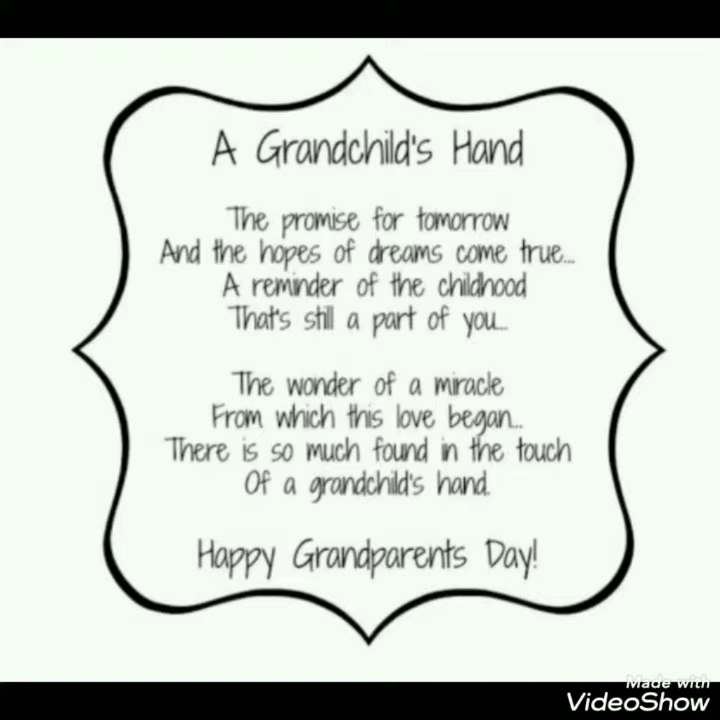 A Grandchild's Hand
The promise for tomorrow
And the hopes of dreams come true...
A reminder of the childhood
That's still a part of you...
The wonder of a miracle
From which this love began...
There is so much found in the touch
Of a grandchild's hand.
Happy Grandparents Day!
Made with
VideoShow